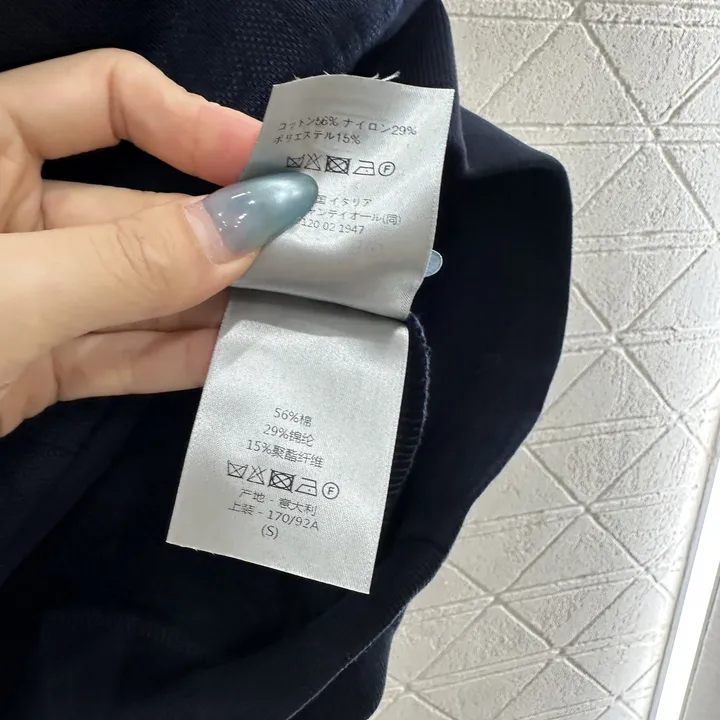 コットン56% ナイロン29%
ポリエステル15%
F
国 イタリア
ンディオール(同)
120 02 1947
56%棉
29%锦纶
15%聚酯纤维
F
产地 - 意大利
上装 - 170/92A
(S)